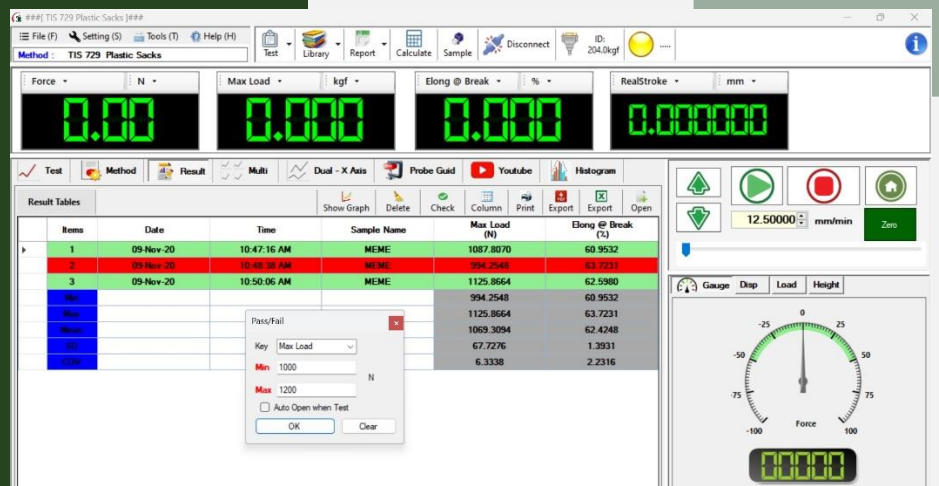 ###[ TIS 729 Plastic Sacks ]###
File (F) Setting (S) Tools (T) Help (H)
Method : TIS 729 Plastic Sacks
Test Library Report Calculate Sample Disconnect
ID:
204.0kgf
.....
Force N Max Load kgf Elong @ Break % RealStroke mm
0.00 0.000 0.000 0.000000
Test Method Result Multi Dual - X Axis Probe Guid Youtube Histogram
Result Tables
Show Graph Delete Check Column Print Export Export Open
Items Date Time Sample Name Max Load (N) Elong @ Break (%)
1 09-Nov-20 10:47:16 AM MEME 1087.8070 60.9532
2 09-Nov-20 10:48:38 AM MEME 994.2548 63.7231
3 09-Nov-20 10:50:06 AM MEME 1125.8664 62.5980
Min 994.2548 60.9532
Max 1125.8664 63.7231
Mean 1069.3094 62.4248
SD 67.7276 1.3931
COV 6.3338 2.2316
Pass/Fail
Key Max Load
Min 1000
N
Max 1200
Auto Open when Test
OK Clear
12.50000 mm/min
Zero
Gauge Disp Load Height
0
-25 25
-50 50
-75 75
-100 Force 100
00000